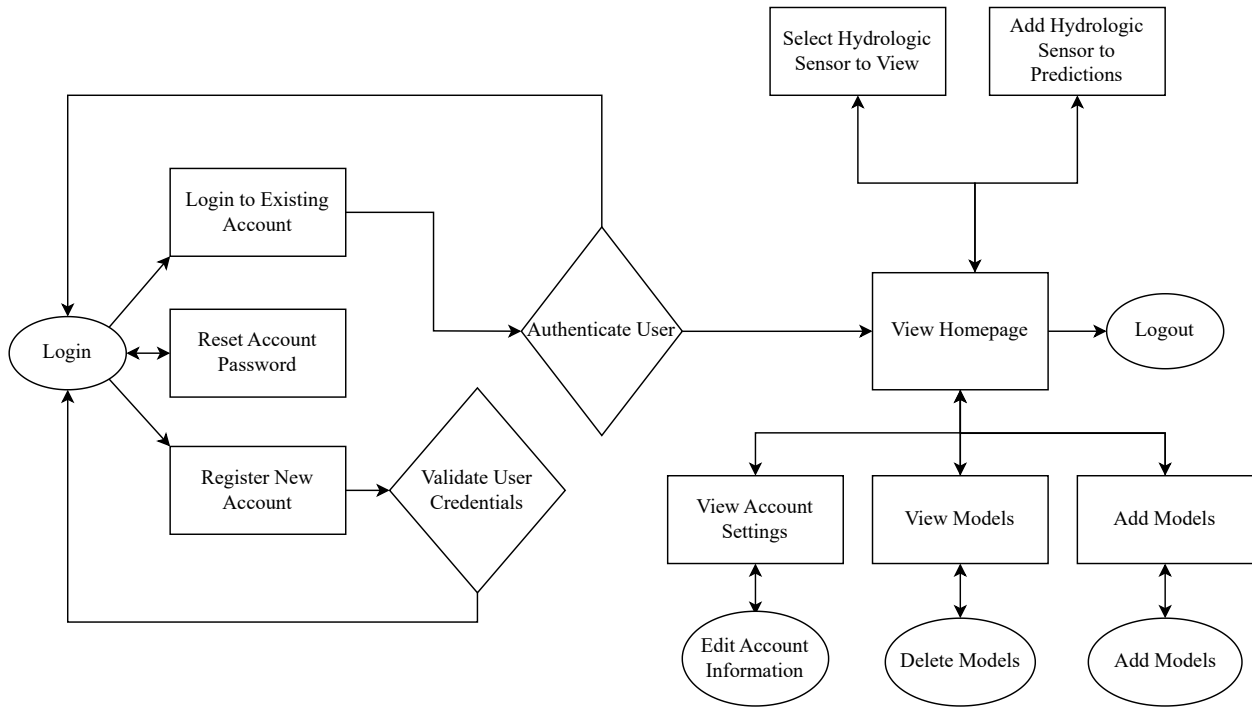 Select Hydrologic
Sensor to View
Add Hydrologic
Sensor to
Predictions
Login to Existing
Account
Authenticate User
View Homepage
Logout
Login
Reset Account
Password
Register New
Account
Validate User
Credentials
View Account
Settings
View Models
Add Models
Edit Account
Information
Delete Models
Add Models